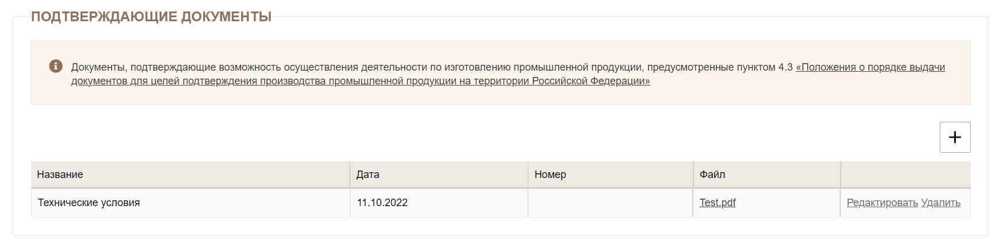 ПОДТВЕРЖДАЮЩИЕ ДОКУМЕНТЫ
Документы, подтверждающие возможность осуществления деятельности по изготовлению промышленной продукции, предусмотренные пунктом 4.3 «Положения о порядке выдачи
документов для целей подтверждения производства промышленной продукции на территории Российской Федерации»
Название Дата Номер Файл
Технические условия 11.10.2022 Test.pdf Редактировать Удалить